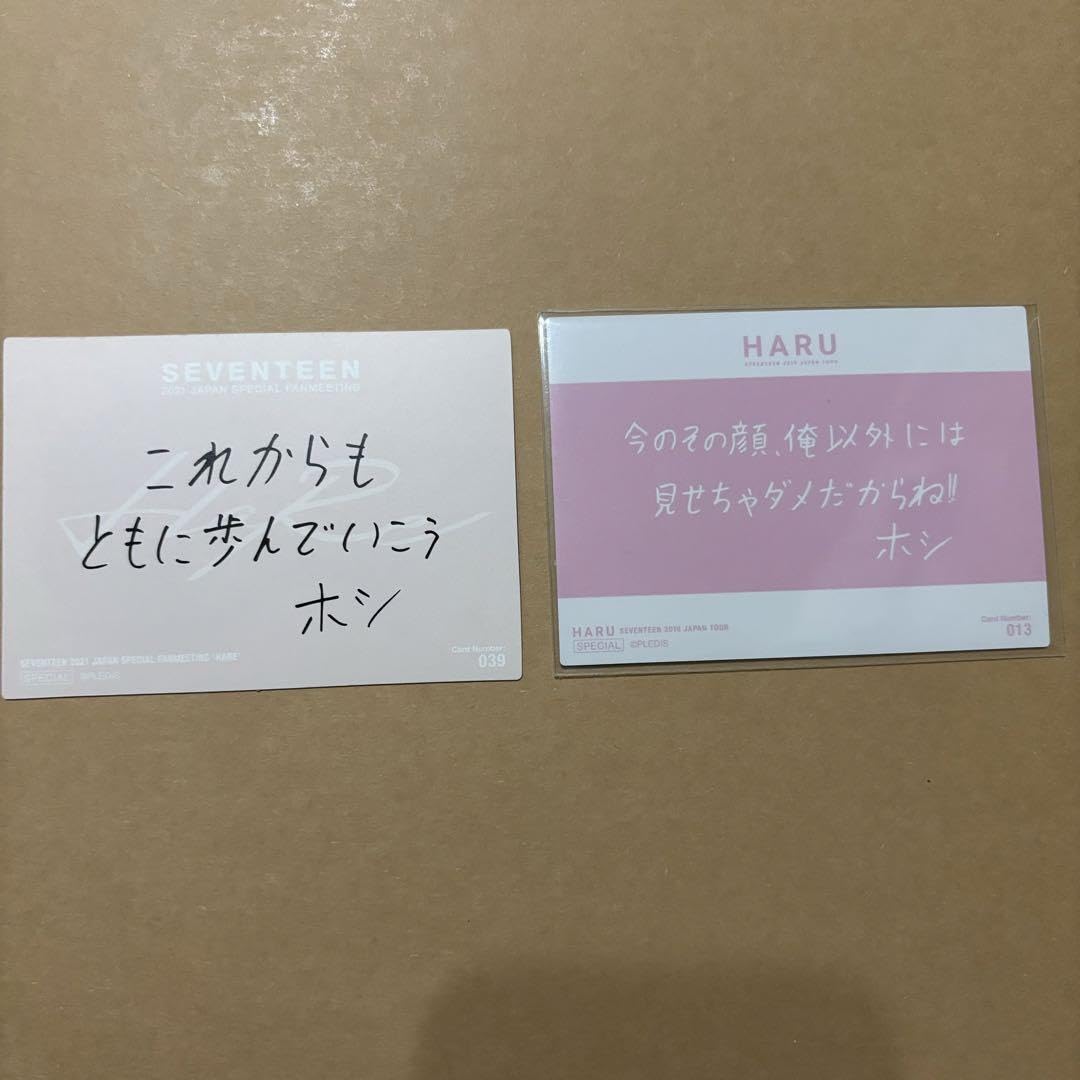 SEVENTEEN
2021 JAPAN SPECIAL FANMEETING
これからも
ともに歩んでいこう
ホシ
SEVENTEEN 2021 JAPAN SPECIAL FANMEETING 'HARE'
SPECIAL ©PLEDIS
Card Number:
039
HARU
SEVENTEEN 2019 JAPAN TOUR
今のその顔、俺以外には
見せちゃダメだからね!!
ホシ
HARU SEVENTEEN 2019 JAPAN TOUR
SPECIAL ©PLEDIS
Card Number:
013